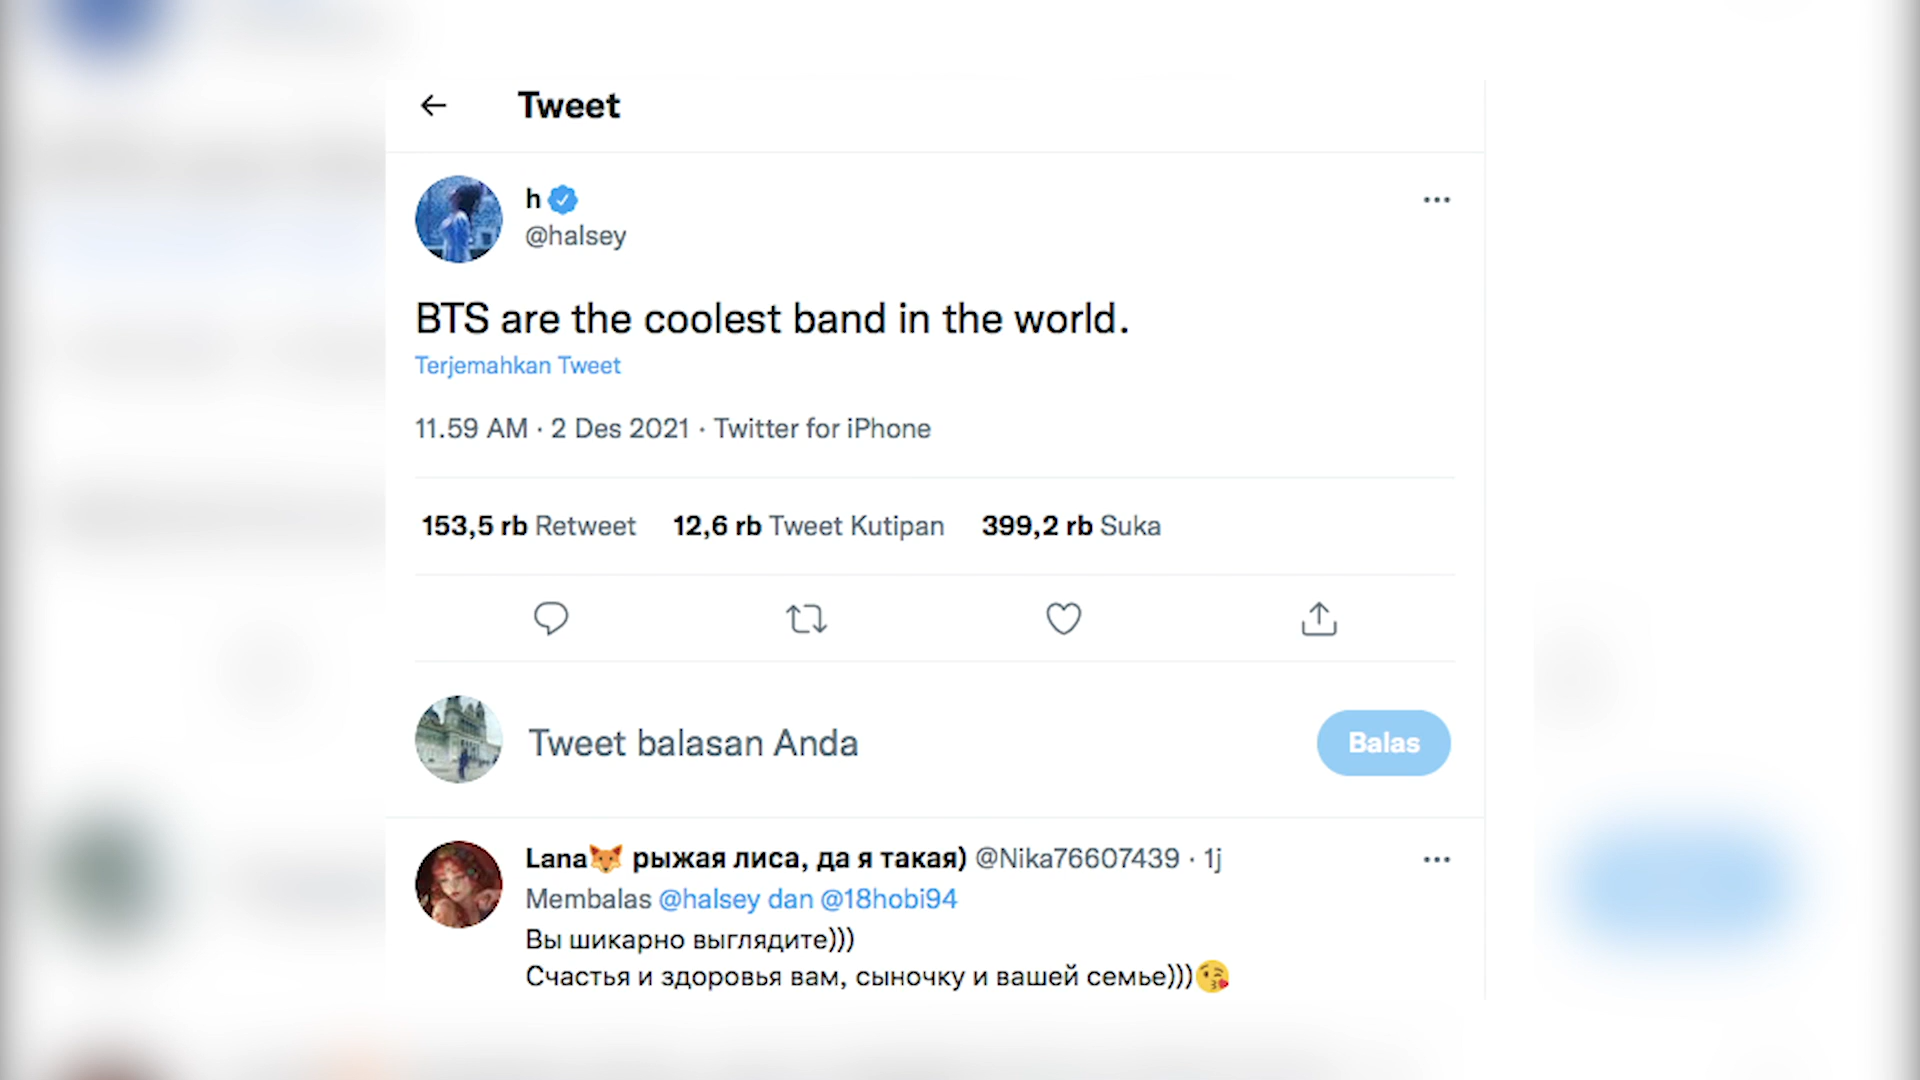 Tweet
h
@halsey
BTS are the coolest band in the world.
Terjemahkan Tweet
11.59 AM · 2 Des 2021 · Twitter for iPhone
153,5 rb Retweet 12,6 rb Tweet Kutipan 399,2 rb Suka
Tweet balasan Anda
Balas
Lana🦊 рыжая лиса, да я такая) @Nika76607439 · 1j
Membalas @halsey dan @18hobi94
Вы шикарно выглядите)))
Счастья и здоровья вам, сыночку и вашей семье)))😘